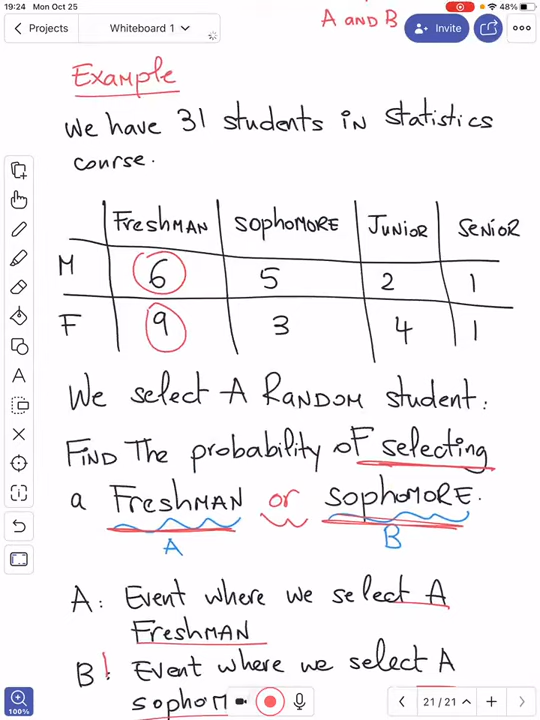 19:24 Mon Oct 25
48%
A AND B
Projects
Whiteboard 1
Invite
Example
We have 31 students in statistics
course.
FResHMAN SOPHOMORE JUNIOR SENIOR
M 6 5 2 1
F 9 3 4 1
We select A RANDOM student:
FIND The probability of selecting
a FresHMAN or sopHOMORE.
A B
A: Event where we select A
FRESHMAN
B: Event where we select A
sophom
A
100%
21/21